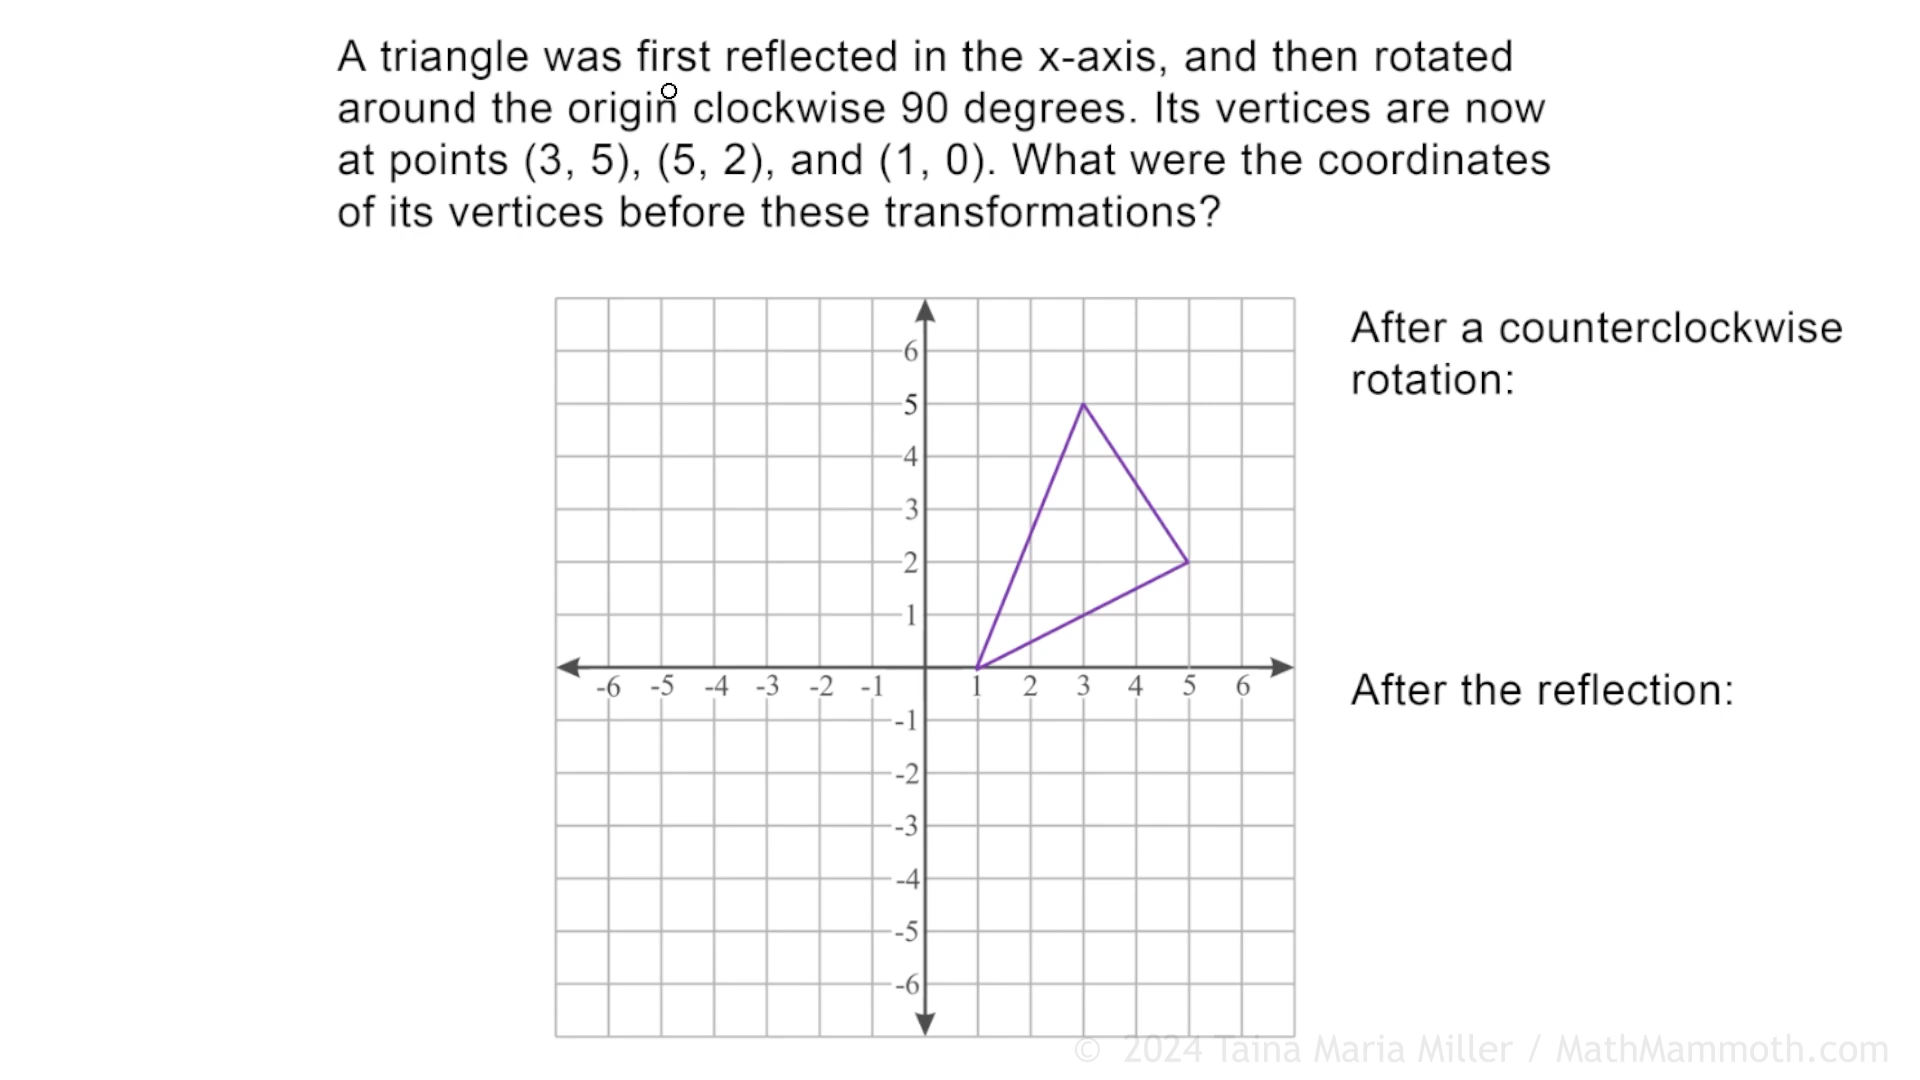 A triangle was first reflected in the x-axis, and then rotated
around the origin clockwise 90 degrees. Its vertices are now
at points (3, 5), (5, 2), and (1, 0). What were the coordinates
of its vertices before these transformations?
After a counterclockwise
rotation:
6
5
4
3
2
1
-6 -5 -4 -3 -2 -1 1 2 3 4 5 6
After the reflection:
-1
-2
-3
-4
-5
-6
© 2024 Taina Maria Miller / MathMammoth.com